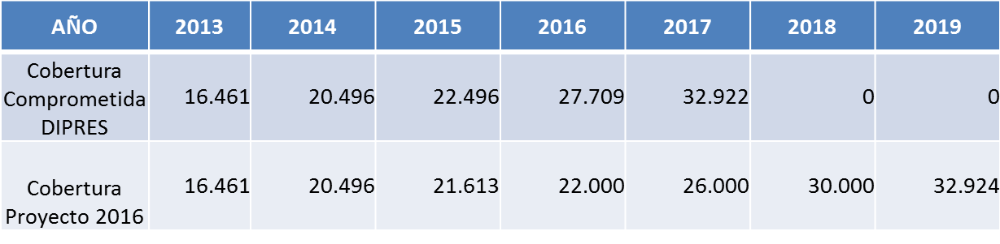 AÑO 2013 2014 2015 2016 2017 2018 2019
Cobertura
Comprometida 16.461 20.496 22.496 27.709 32.922 0 0
DIPRES
16.461 20.496 21.613 22.000 26.000 30.000 32.924
Cobertura
Proyecto 2016